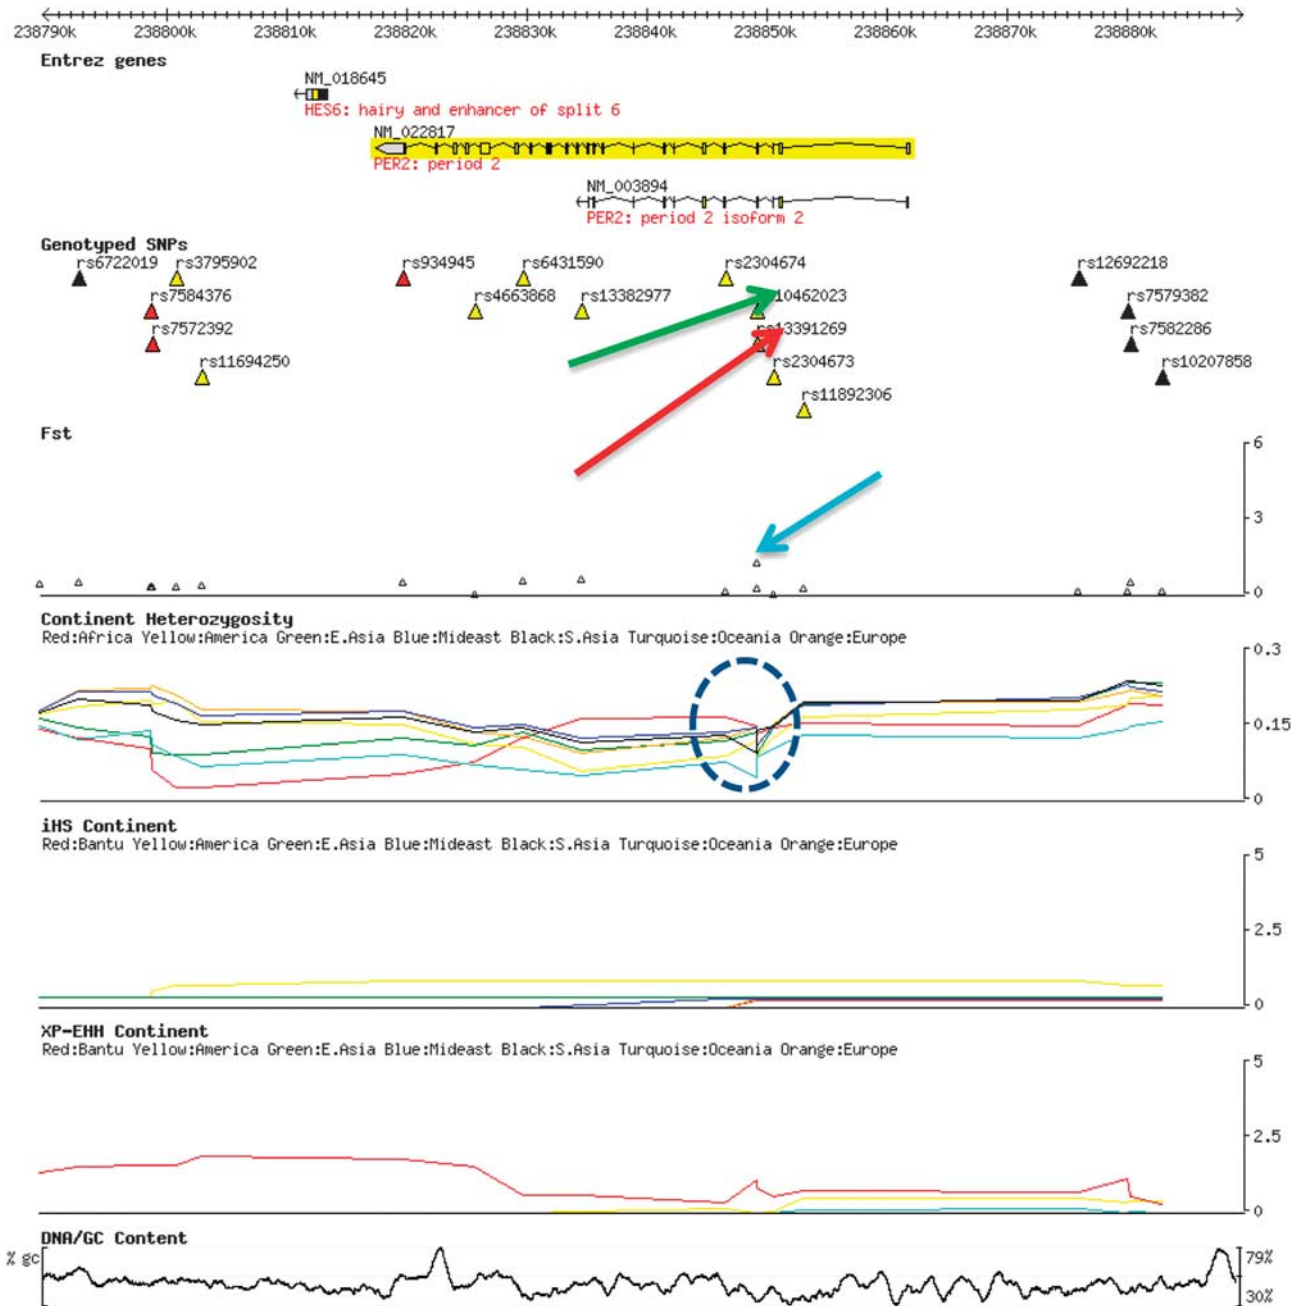 238790k 238800k 238810k 238820k 238830k 238840k 238850k 238860k 238870k 238880k
Entrez genes
NM_018645
HES6: hairy and enhancer of split 6
NM_022817
PER2: period 2
NM_003894
PER2: period 2 isoform 2
Genotyped SNPs
rs6722019 rs3795902 rs934945 rs6431590 rs2304674 rs12692218
rs7584376 rs4663868 rs13382977 10462023 rs7579382
rs7572392 rs13391269 rs7582286
rs11694250 rs2304673 rs10207858
rs11892306
Fst
6
3
0
Continent Heterozygosity
Red:Africa Yellow:America Green:E.Asia Blue:Mideast Black:S.Asia Turquoise:Oceania Orange:Europe
0.3
0.15
0
iHS Continent
Red:Bantu Yellow:America Green:E.Asia Blue:Mideast Black:S.Asia Turquoise:Oceania Orange:Europe
5
2.5
0
XP-EHH Continent
Red:Bantu Yellow:America Green:E.Asia Blue:Mideast Black:S.Asia Turquoise:Oceania Orange:Europe
5
2.5
0
DNA/GC Content
% gc 79%
30%